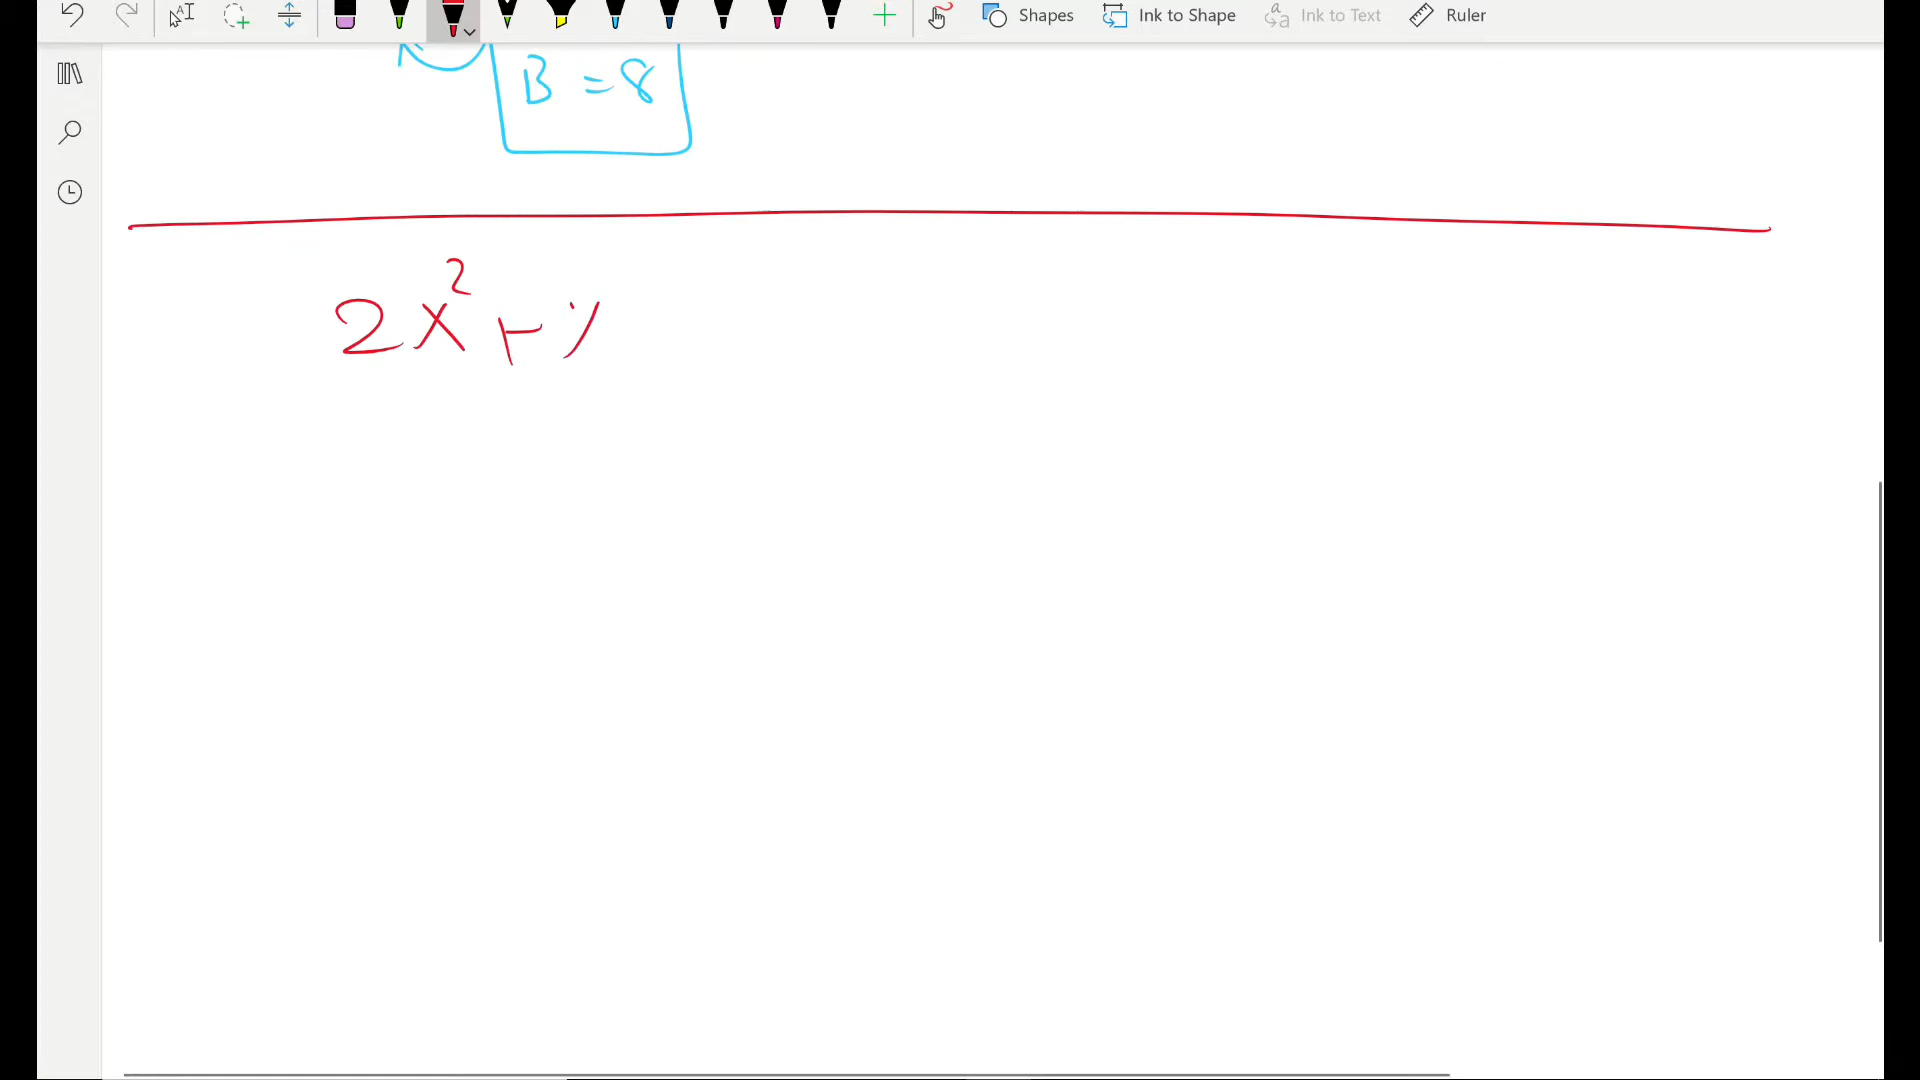 Shapes Ink to Shape Ink to Text Ruler
B = 8
2x² +